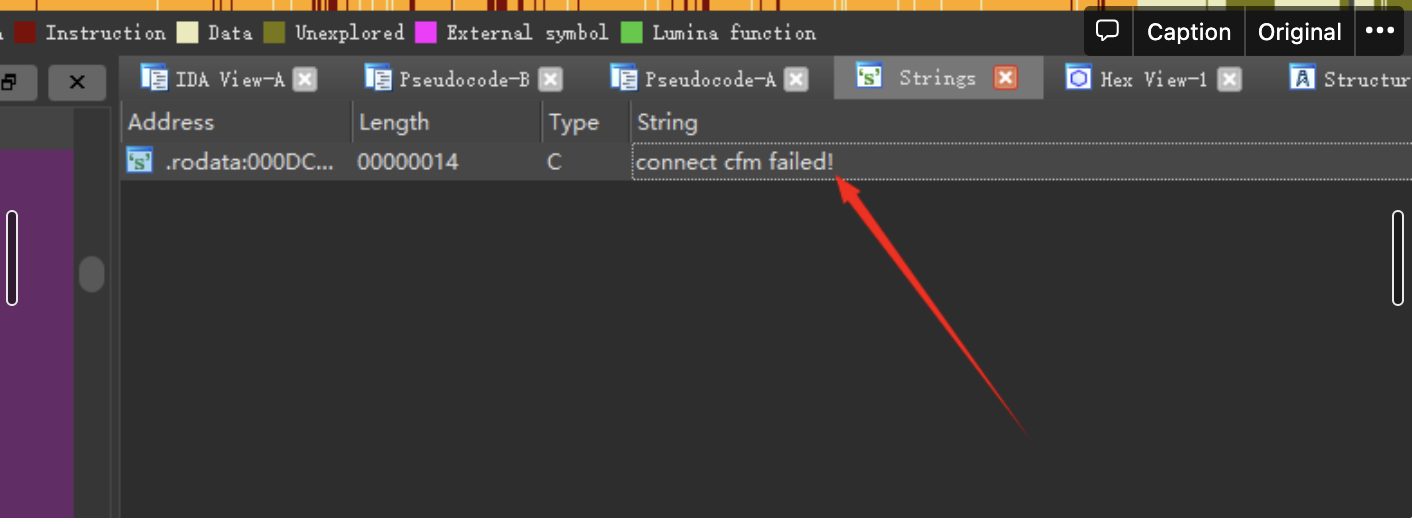 Instruction Data Unexplored External symbol Lumina function
Caption Original •••
IDA View-A Pseudocode-B Pseudocode-A Strings Hex View-1 Structur
Address Length Type String
.rodata:000DC... 00000014 C connect cfm failed!